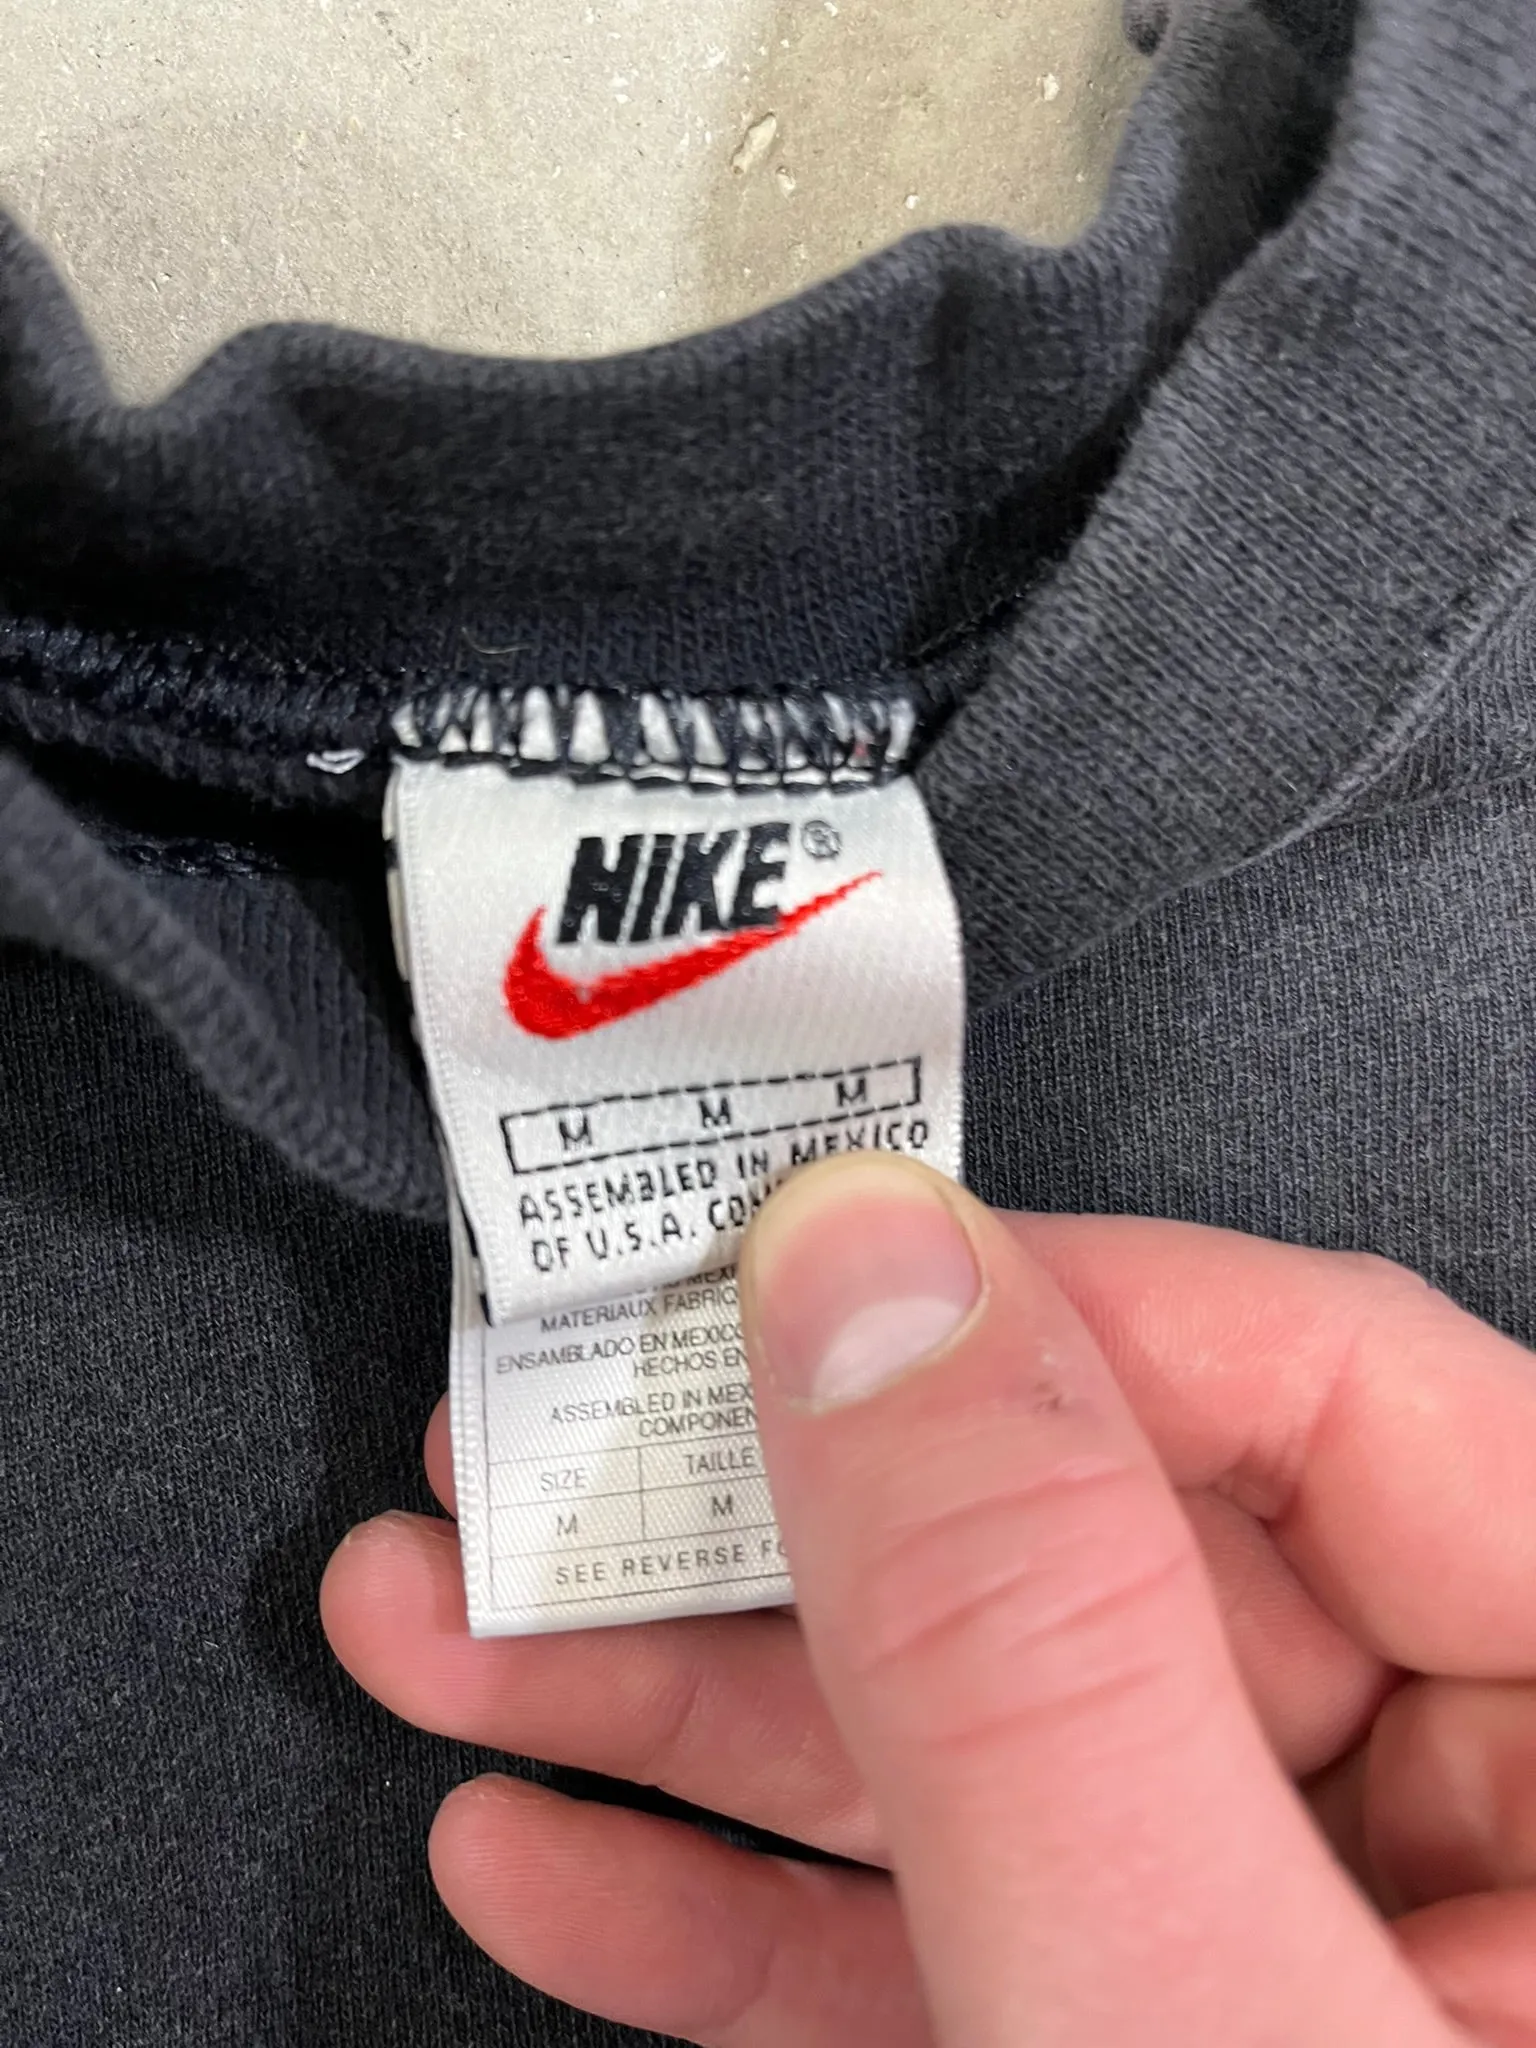 NIKE®
M M M
ASSEMBLED IN MEXICO
OF U.S.A.
MATERIAUX
ENSAMBLADO EN MEXICO
HECHOS EN
ASSEMBLED IN
SIZE TAILLE
M M
SEE REVERSE